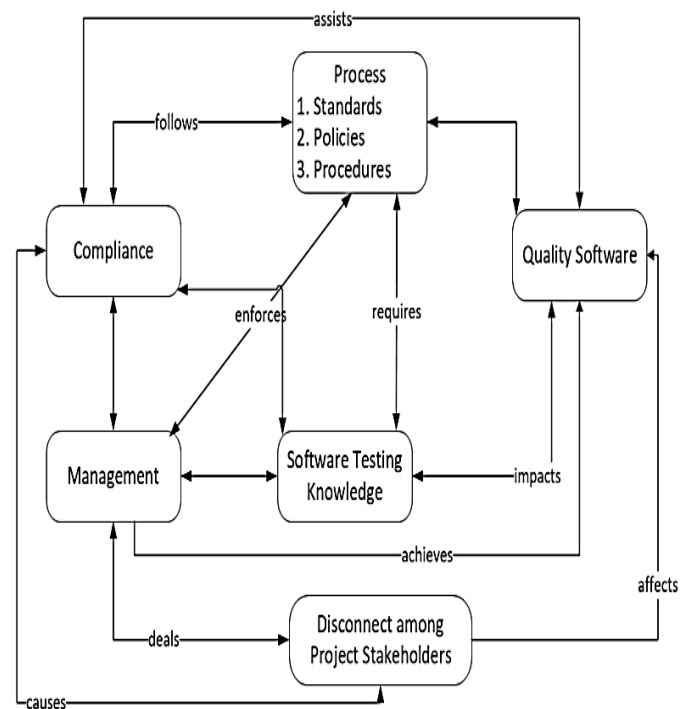 assists
Process
1. Standards
2. Policies
3. Procedures
follows
Compliance
Quality Software
enforces
requires
Management
Software Testing
Knowledge
impacts
achieves
affects
Disconnect among
Project Stakeholders
deals
causes